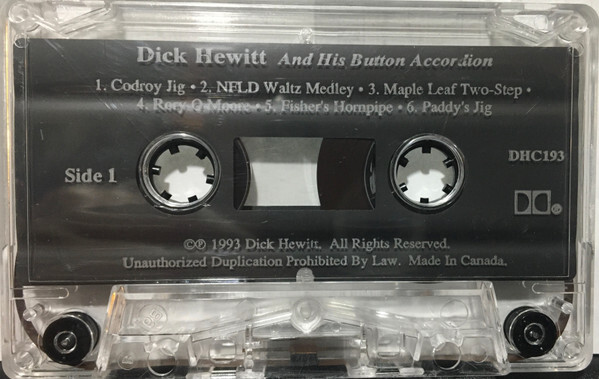 Dick Hewitt And His Button Accordion
1. Codroy Jig • 2. NFLD Waltz Medley • 3. Maple Leaf Two-Step •
4. Rory O Moore • 5. Fisher's Hornpipe • 6. Paddy's Jig
DHC193
Side 1
©℗ 1993 Dick Hewitt. All Rights Reserved.
Unauthorized Duplication Prohibited By Law. Made In Canada.